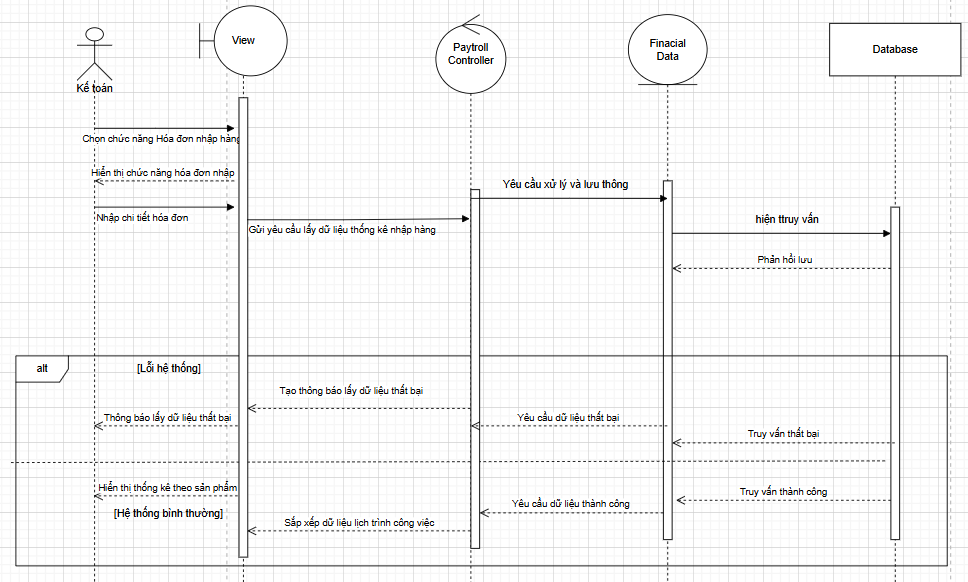 View
Paytroll
Controller
Finacial
Data
Database
Kế toán
Chọn chức năng Hóa đơn nhập hàng
Hiển thị chức năng hóa đơn nhập
Yêu cầu xử lý và lưu thông
Nhập chi tiết hóa đơn
hiện ttruy vấn
Gửi yêu cầu lấy dữ liệu thống kê nhập hàng
Phản hồi lưu
alt
[Lỗi hệ thống]
Tạo thông báo lấy dữ liệu thất bại
Thông báo lấy dữ liệu thất bại
Yêu cầu dữ liệu thất bại
Truy vấn thất bại
Hiển thị thống kê theo sản phẩm
Truy vấn thành công
Yêu cầu dữ liệu thành công
[Hệ thống bình thường]
Sắp xếp dữ liệu lịch trình công việc